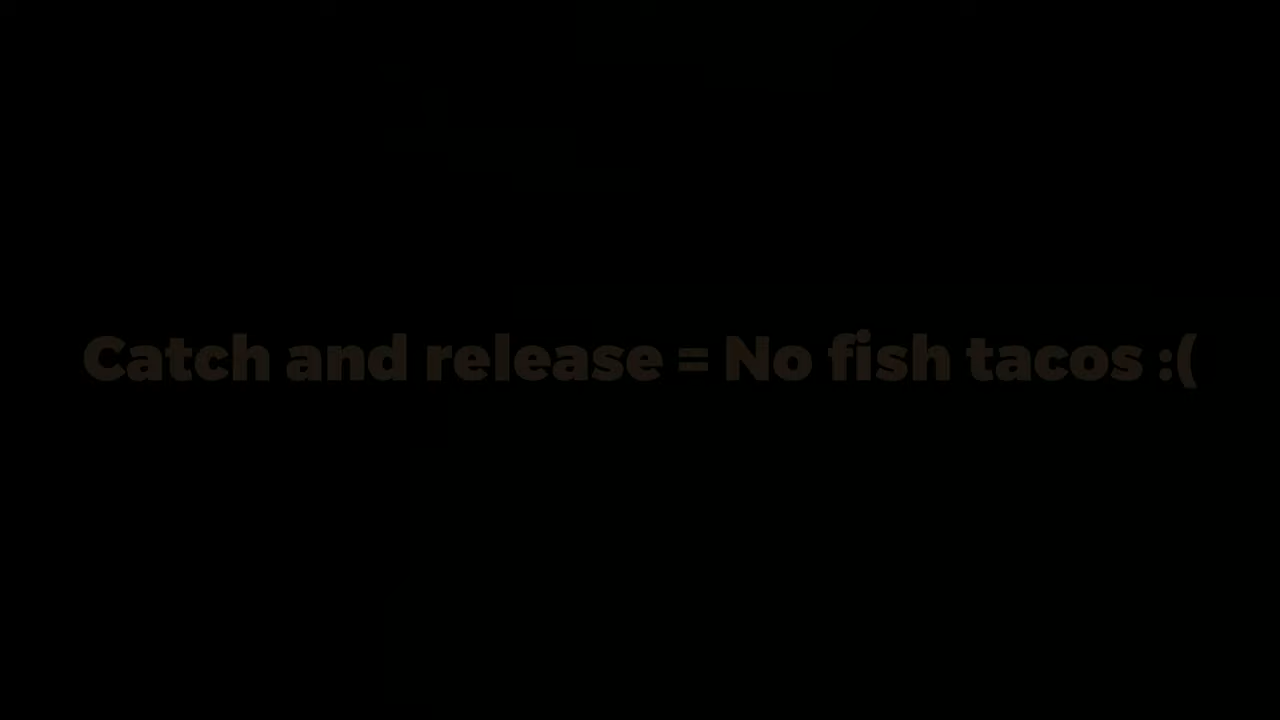 Catch and release = No fish tacos :(